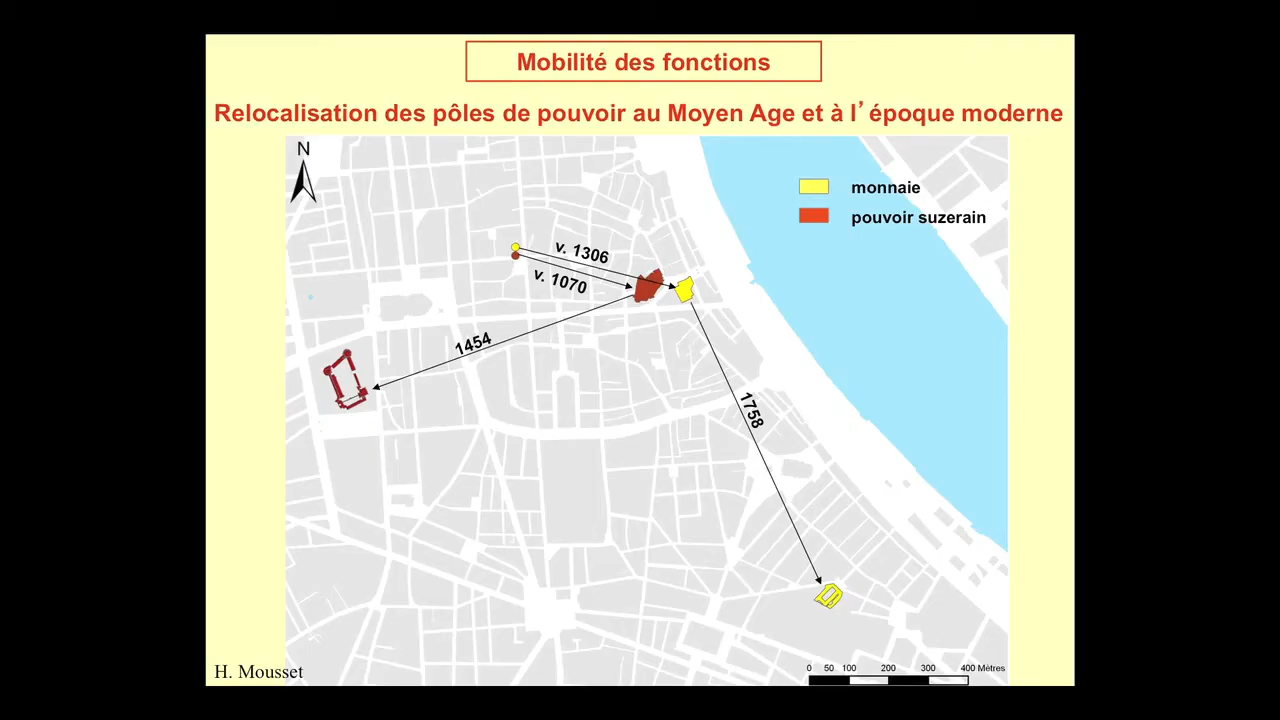 Mobilité des fonctions
Relocalisation des pôles de pouvoir au Moyen Age et à l’époque moderne
N
monnaie
pouvoir suzerain
v. 1306
v. 1070
1454
1758
H. Mousset
0 50 100 200 300 400 Mètres